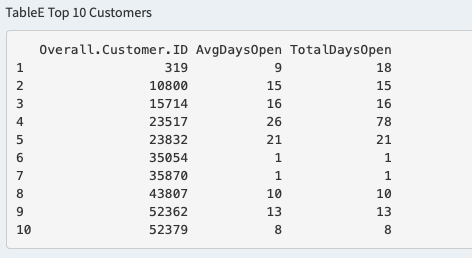 TableE Top 10 Customers
Overall.Customer.ID AvgDaysOpen TotalDaysOpen
1 319 9 18
2 10800 15 15
3 15714 16 16
4 23517 26 78
5 23832 21 21
6 35054 1 1
7 35870 1 1
8 43807 10 10
9 52362 13 13
10 52379 8 8